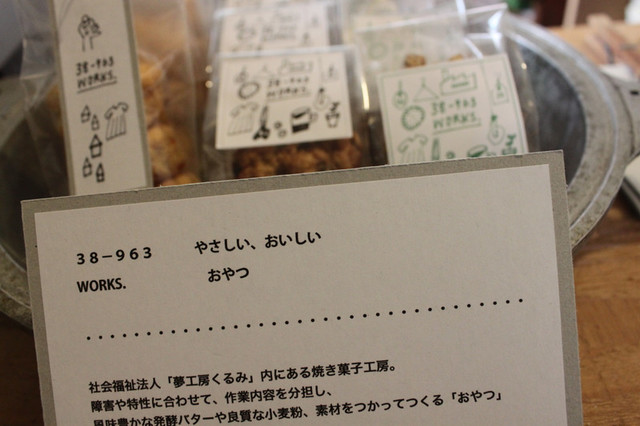 38-963
WORKS.
38-963
WORKS.
38-963
WORKS.
38−963 やさしい、おいしい
WORKS. おやつ
社会福祉法人「夢工房くるみ」内にある焼き菓子工房。
障害や特性に合わせて、作業内容を分担し、
風味豊かな発酵バターや良質な小麦粉、素材をつかってつくる「おやつ」